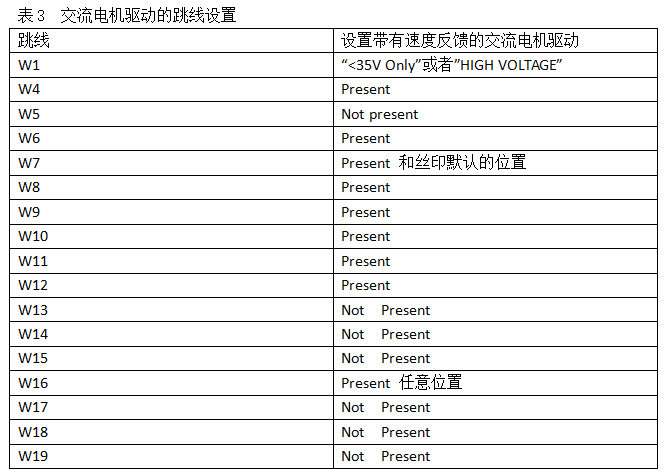 表 3 交流电机驱动的跳线设置
跳线 设置带有速度反馈的交流电机驱动
W1 “<35V Only”或者”HIGH VOLTAGE”
W4 Present
W5 Not present
W6 Present
W7 Present 和丝印默认的位置
W8 Present
W9 Present
W10 Present
W11 Present
W12 Present
W13 Not Present
W14 Not Present
W15 Not Present
W16 Present 任意位置
W17 Not Present
W18 Not Present
W19 Not Present